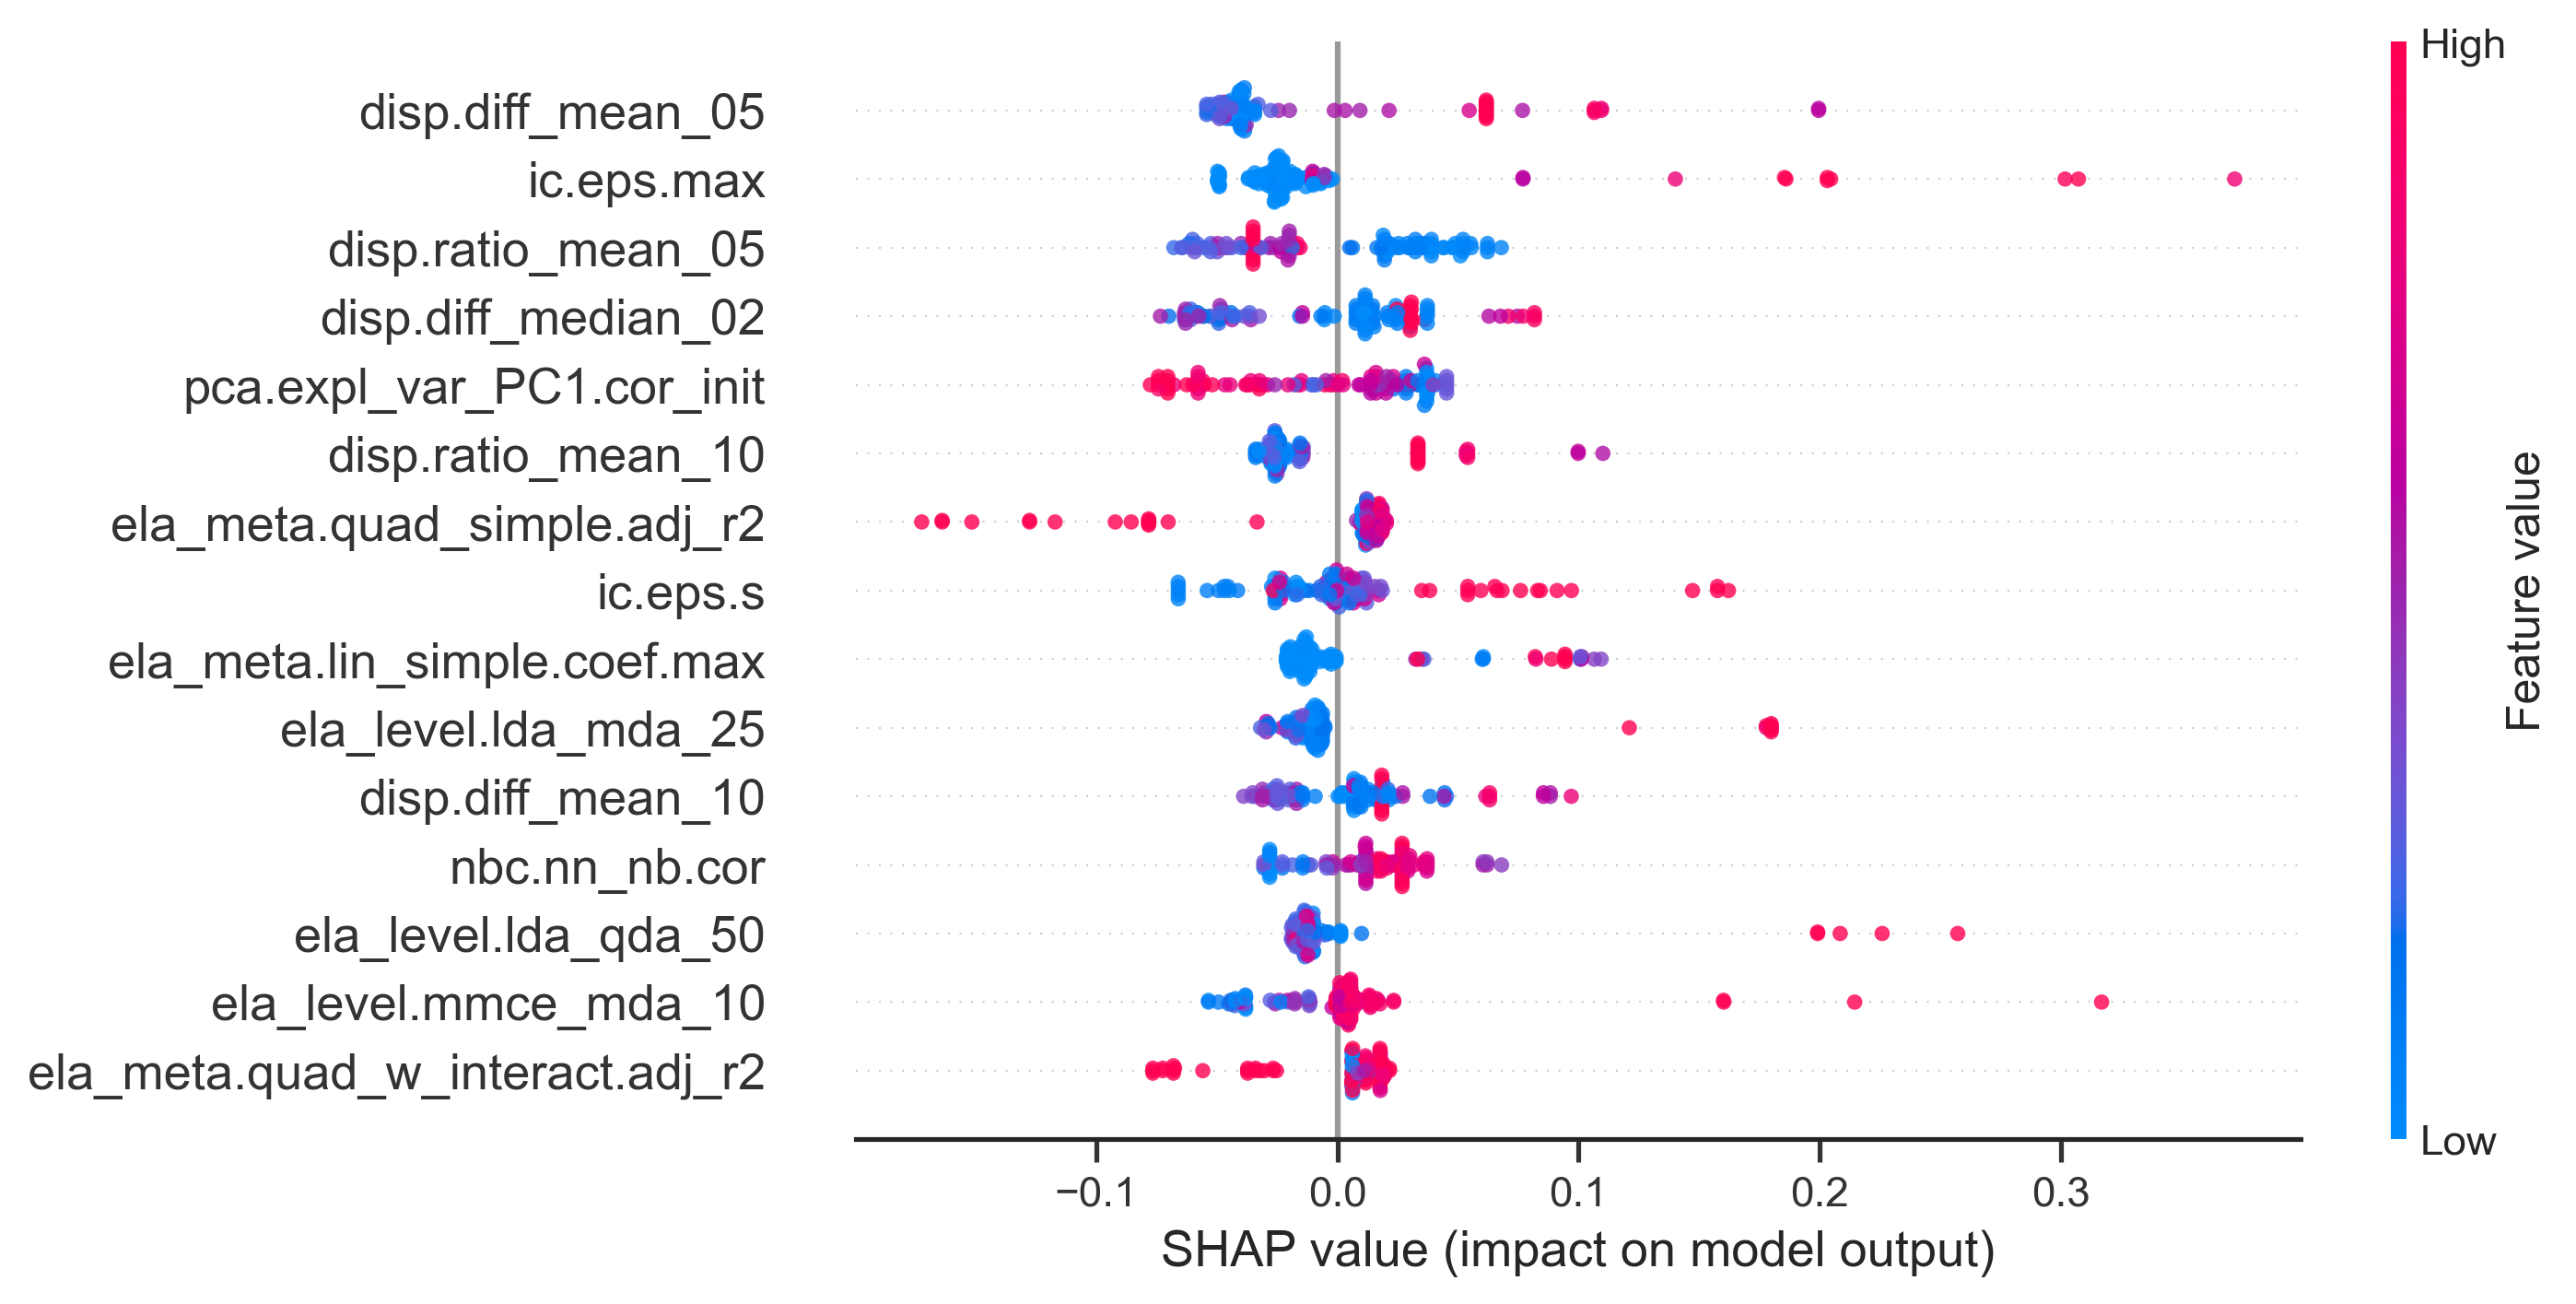 High
disp.diff_mean_05
ic.eps.max
disp.ratio_mean_05
disp.diff_median_02
pca.expl_var_PC1.cor_init
disp.ratio_mean_10
ela_meta.quad_simple.adj_r2
ic.eps.s
ela_meta.lin_simple.coef.max
ela_level.lda_mda_25
disp.diff_mean_10
nbc.nn_nb.cor
ela_level.lda_qda_50
ela_level.mmce_mda_10
ela_meta.quad_w_interact.adj_r2
Feature value
Low
−0.1 0.0 0.1 0.2 0.3
SHAP value (impact on model output)